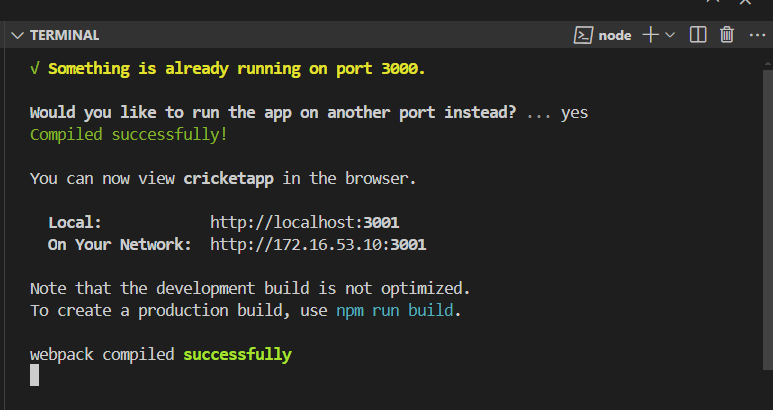 TERMINAL
node
√ Something is already running on port 3000.
Would you like to run the app on another port instead? ... yes
Compiled successfully!
You can now view cricketapp in the browser.
Local: http://localhost:3001
On Your Network: http://172.16.53.10:3001
Note that the development build is not optimized.
To create a production build, use npm run build.
webpack compiled successfully